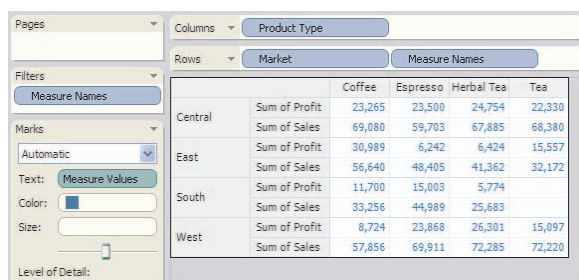 Pages
Columns Product Type
Rows Market Measure Names
Filters
Measure Names
Marks
Automatic
Text: Measure Values
Color:
Size:
Level of Detail:
Coffee Espresso Herbal Tea Tea
Central Sum of Profit 23,265 23,500 24,754 22,330
Sum of Sales 69,080 59,703 67,885 68,380
East Sum of Profit 30,989 6,242 6,424 15,557
Sum of Sales 56,640 48,405 41,362 32,172
South Sum of Profit 11,700 15,003 5,774
Sum of Sales 33,256 44,989 25,683
West Sum of Profit 8,724 23,868 26,301 15,097
Sum of Sales 57,856 69,911 72,285 72,220